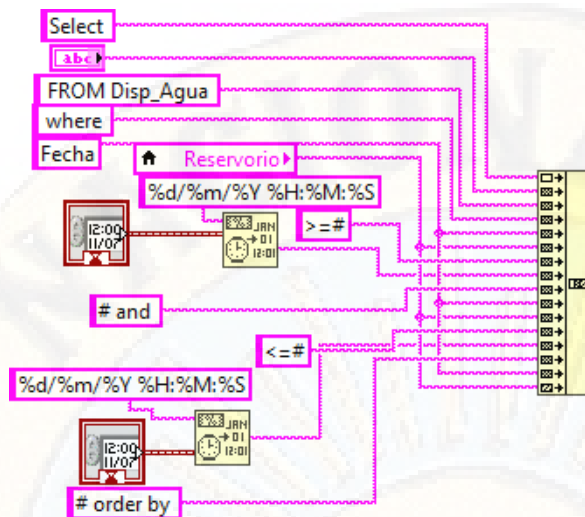 Select
abc
FROM Disp_Agua
where
Fecha
Reservorio
%d/%m/%Y %H:%M:%S
>=#
JAN
01
12:01
12:00
11/07
# and
<=#
%d/%m/%Y %H:%M:%S
JAN
01
12:01
12:00
11/07
# order by